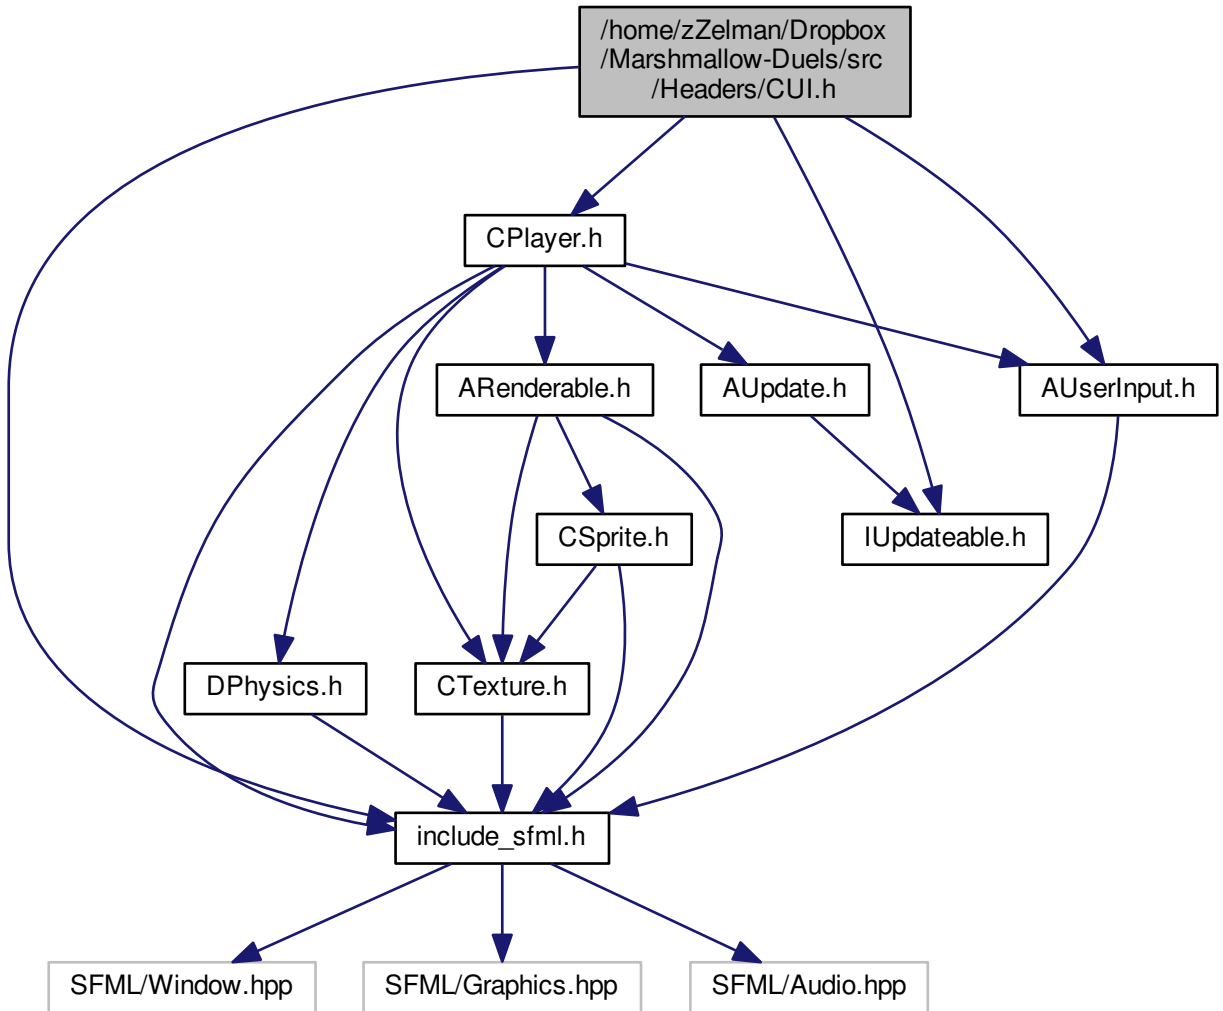 /home/zZelman/Dropbox
/Marshmallow-Duels/src
/Headers/CUI.h
CPlayer.h
ARenderable.h
AUpdate.h
AUserInput.h
CSprite.h
IUpdateable.h
DPhysics.h
CTexture.h
include_sfml.h
SFML/Window.hpp
SFML/Graphics.hpp
SFML/Audio.hpp